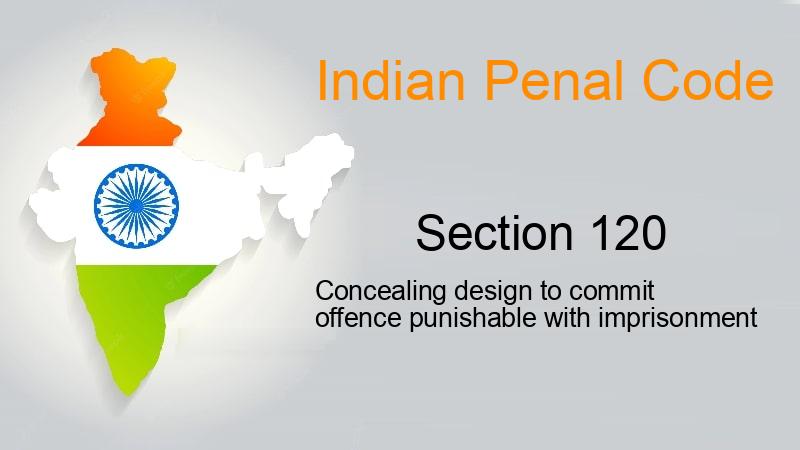 Indian Penal Code
Section 120
Concealing design to commit
offence punishable with imprisonment